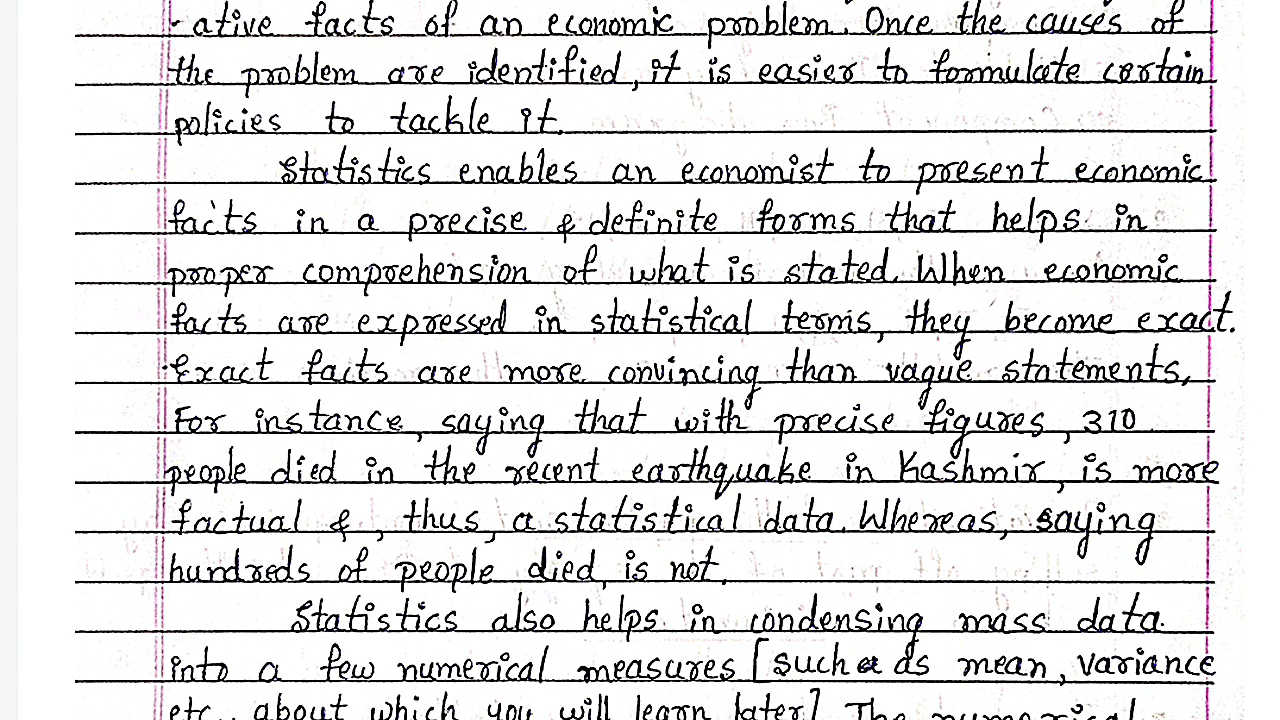 -ative facts of an economic problem. Once the causes of
the problem are identified, it is easier to formulate certain
policies to tackle it.
Statistics enables an economist to present economic
facts in a precise & definite forms that helps in
proper comprehension of what is stated. When economic
facts are expressed in statistical terms, they become exact.
Exact facts are more convincing than vague statements.
For instance, saying that with precise figures, 310
people died in the recent earthquake in Kashmir, is more
factual &, thus, a statistical data. Whereas, saying
hundreds of people died, is not.
Statistics also helps in condensing mass data
into a few numerical measures [such a as mean, variance
etc., about which you will learn later]. The numerical